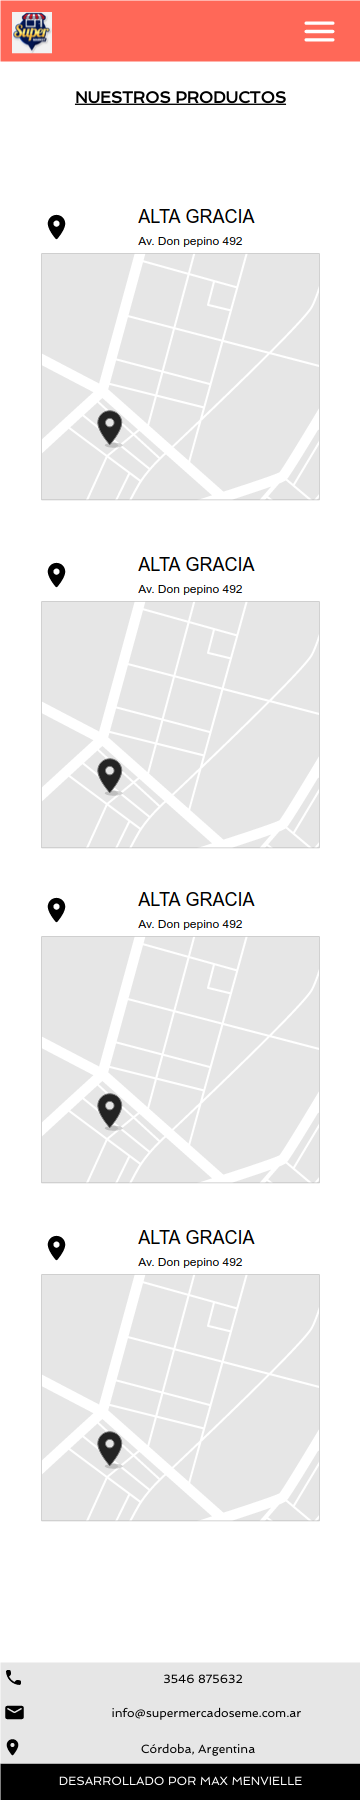 Super
NUESTROS PRODUCTOS
ALTA GRACIA
Av. Don pepino 492
ALTA GRACIA
Av. Don pepino 492
ALTA GRACIA
Av. Don pepino 492
ALTA GRACIA
Av. Don pepino 492
3546 875632
info@supermercadoseme.com.ar
Córdoba, Argentina
DESARROLLADO POR MAX MENVIELLE